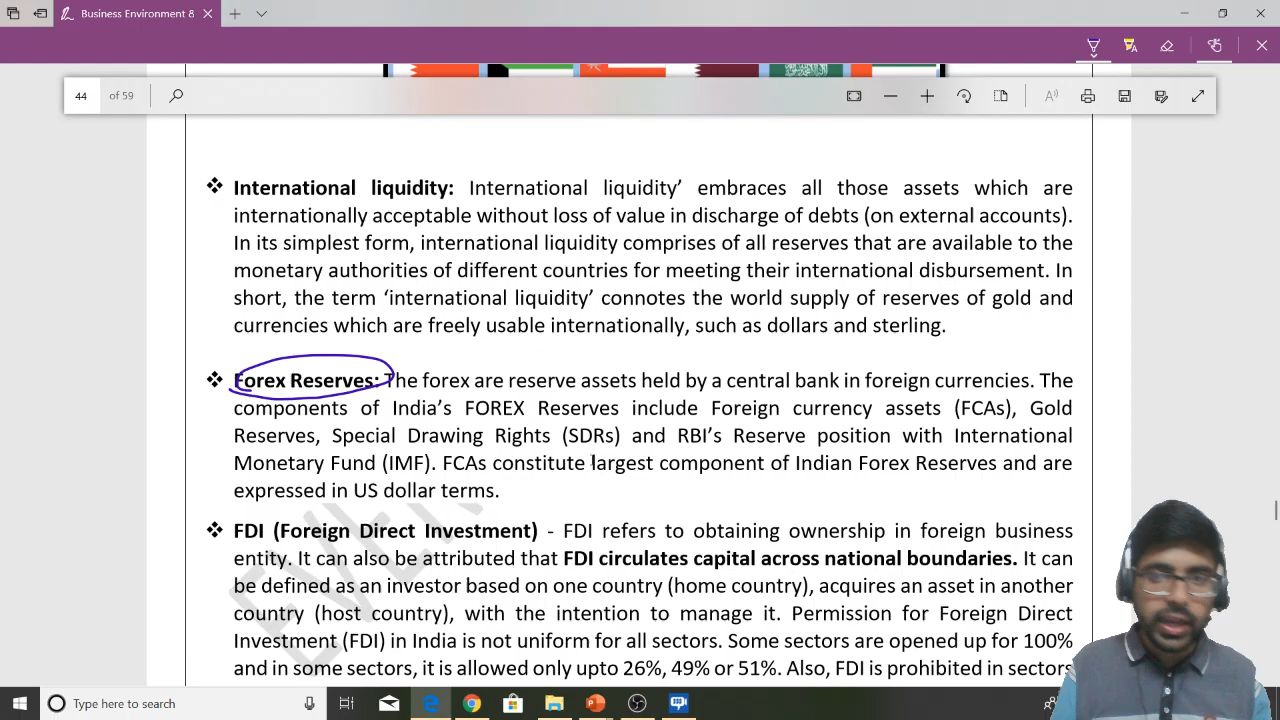 Business Environment 8
44 of 59
❖ International liquidity: International liquidity’ embraces all those assets which are
internationally acceptable without loss of value in discharge of debts (on external accounts).
In its simplest form, international liquidity comprises of all reserves that are available to the
monetary authorities of different countries for meeting their international disbursement. In
short, the term ‘international liquidity’ connotes the world supply of reserves of gold and
currencies which are freely usable internationally, such as dollars and sterling.
❖ Forex Reserves: The forex are reserve assets held by a central bank in foreign currencies. The
components of India’s FOREX Reserves include Foreign currency assets (FCAs), Gold
Reserves, Special Drawing Rights (SDRs) and RBI’s Reserve position with International
Monetary Fund (IMF). FCAs constitute largest component of Indian Forex Reserves and are
expressed in US dollar terms.
❖ FDI (Foreign Direct Investment) - FDI refers to obtaining ownership in foreign business
entity. It can also be attributed that FDI circulates capital across national boundaries. It can
be defined as an investor based on one country (home country), acquires an asset in another
country (host country), with the intention to manage it. Permission for Foreign Direct
Investment (FDI) in India is not uniform for all sectors. Some sectors are opened up for 100%
and in some sectors, it is allowed only upto 26%, 49% or 51%. Also, FDI is prohibited in sectors
Type here to search